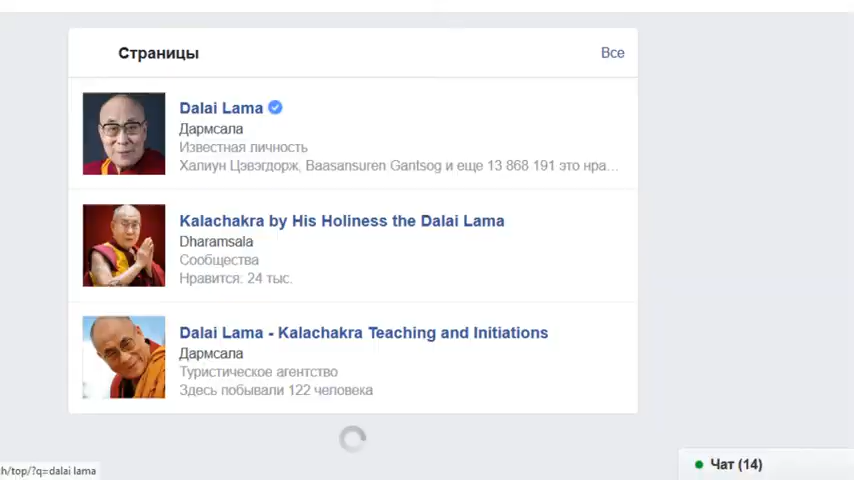 Страницы
Все
Dalai Lama
Дармсала
Известная личность
Халиун Цэвэгдорж, Baasansuren Gantsog и еще 13 868 191 это нра...
Kalachakra by His Holiness the Dalai Lama
Dharamsala
Сообщества
Нравится: 24 тыс.
Dalai Lama - Kalachakra Teaching and Initiations
Дармсала
Туристическое агентство
Здесь побывали 122 человека
Чат (14)
h/top/?q=dalai lama